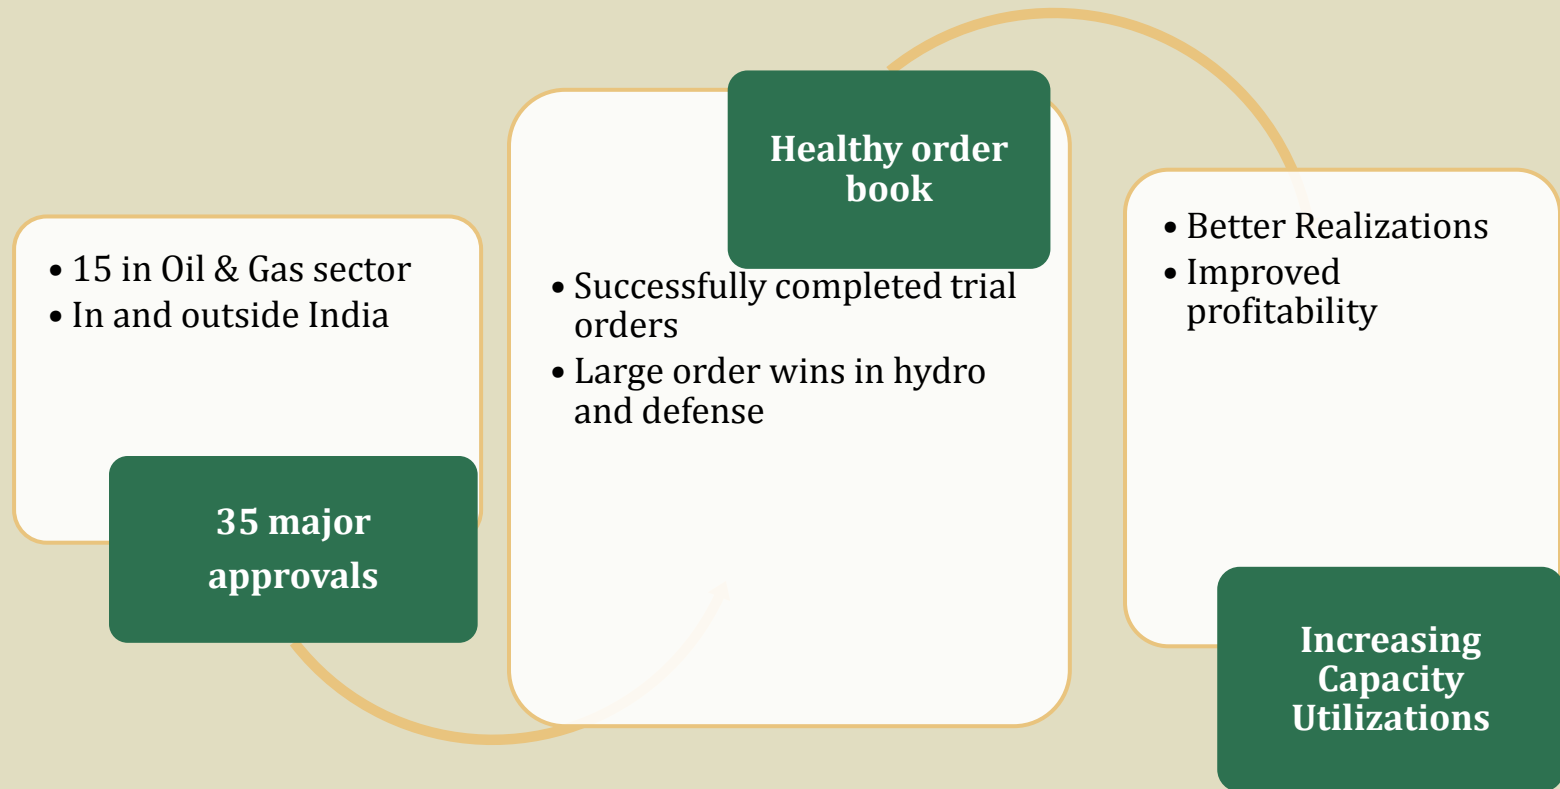 • 15 in Oil & Gas sector
• In and outside India
35 major
approvals
Healthy order
book
• Successfully completed trial
orders
• Large order wins in hydro
and defense
• Better Realizations
• Improved
profitability
Increasing
Capacity
Utilizations